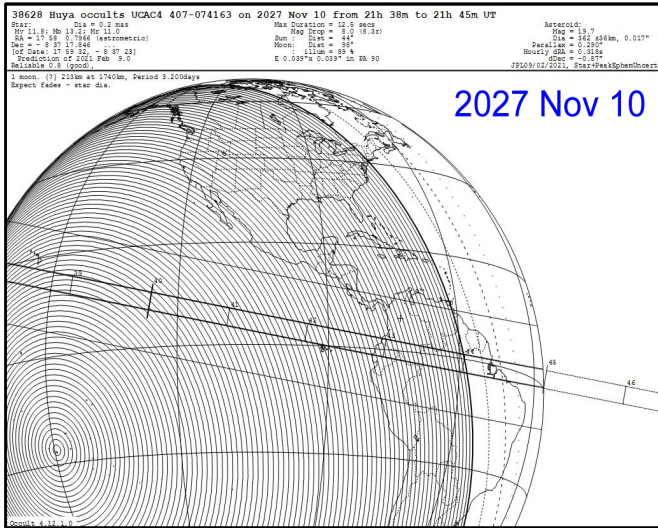 38628 Huya occults UCAC4 407-074163 on 2027 Nov 10 from 21h 38m to 21h 45m UT
Star: Dia = 0.2 mas
Mv 11.8; Mb 13.2; Mr 11.0
RA = 17 58 0.7966 (astrometric)
Dec = - 8 37 17.846 ...
[of Date: 17 59 32, - 8 37 23]
Prediction of 2021 Feb 9.0
Reliable 0.8 (good),
Max Duration = 12.5 secs
Mag Drop = 8.0 (8.3r)
Sun : Dist = 44°
Moon: Dist = 98°
: illum = 89 %
E 0.039"x 0.039" in PA 90
Asteroid:
Mag = 19.7
Dia = 362 ±36km, 0.017"
Parallax = 0.290"
Hourly dRA = 0.318s
dDec = -0.87"
JPL09/02/2021, Star+PeakEphemUncert
1 moon. (?) 213km at 1740km, Period 3.200days
Expect fades - star dia.
2027 Nov 10
39
40
41
42
43
44
45
46
Occult 4.12.1.0